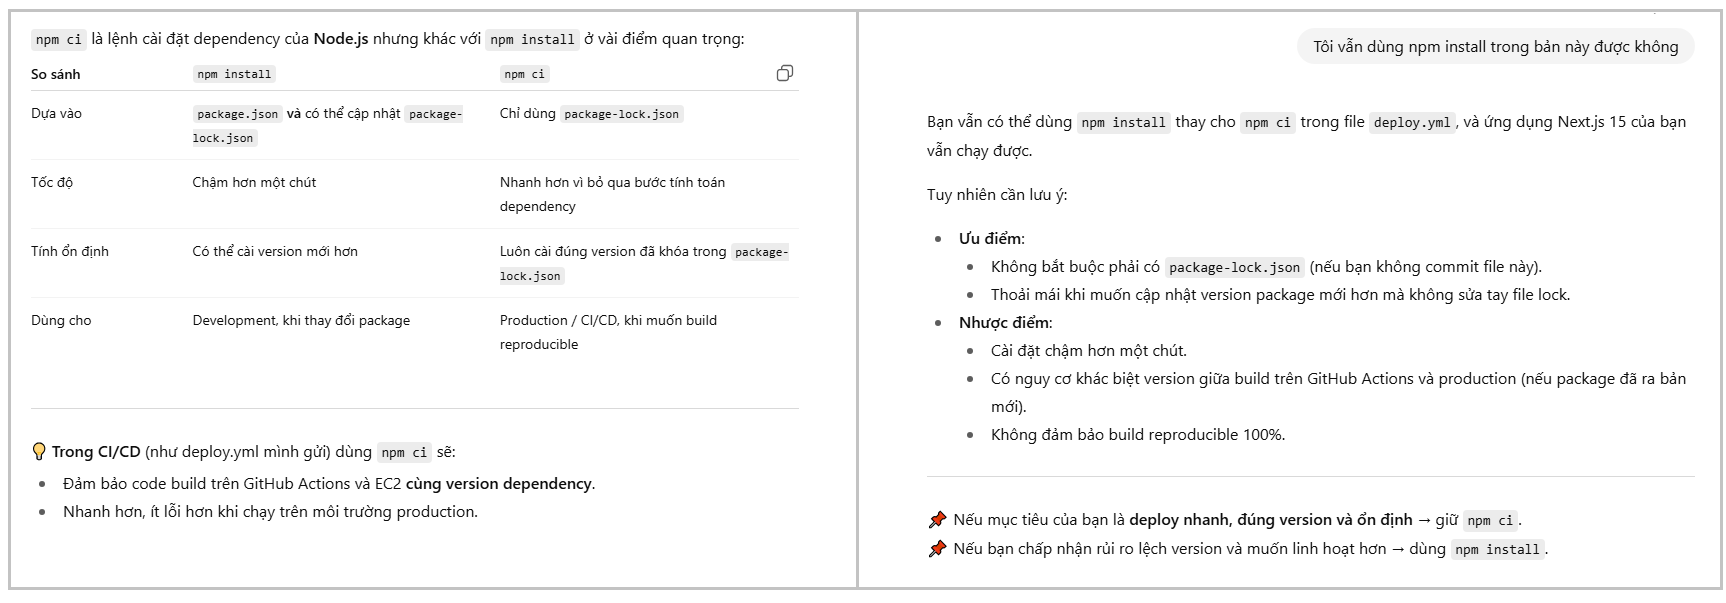 npm ci là lệnh cài đặt dependency của Node.js nhưng khác với npm install ở vài điểm quan trọng:
So sánh npm install npm ci
Dựa vào package.json và có thể cập nhật package- Chỉ dùng package-lock.json
lock.json
Tốc độ Chậm hơn một chút Nhanh hơn vì bỏ qua bước tính toán
dependency
Tính ổn định Có thể cài version mới hơn Luôn cài đúng version đã khóa trong package-
lock.json
Dùng cho Development, khi thay đổi package Production / CI/CD, khi muốn build
reproducible
💡 Trong CI/CD (như deploy.yml mình gửi) dùng npm ci sẽ:
• Đảm bảo code build trên GitHub Actions và EC2 cùng version dependency.
• Nhanh hơn, ít lỗi hơn khi chạy trên môi trường production.
Tôi vẫn dùng npm install trong bản này được không
Bạn vẫn có thể dùng npm install thay cho npm ci trong file deploy.yml, và ứng dụng Next.js 15 của bạn
vẫn chạy được.
Tuy nhiên cần lưu ý:
• Ưu điểm:
• Không bắt buộc phải có package-lock.json (nếu bạn không commit file này).
• Thoải mái khi muốn cập nhật version package mới hơn mà không sửa tay file lock.
• Nhược điểm:
• Cài đặt chậm hơn một chút.
• Có nguy cơ khác biệt version giữa build trên GitHub Actions và production (nếu package đã ra bản
mới).
• Không đảm bảo build reproducible 100%.
📌 Nếu mục tiêu của bạn là deploy nhanh, đúng version và ổn định → giữ npm ci.
📌 Nếu bạn chấp nhận rủi ro lệch version và muốn linh hoạt hơn → dùng npm install.